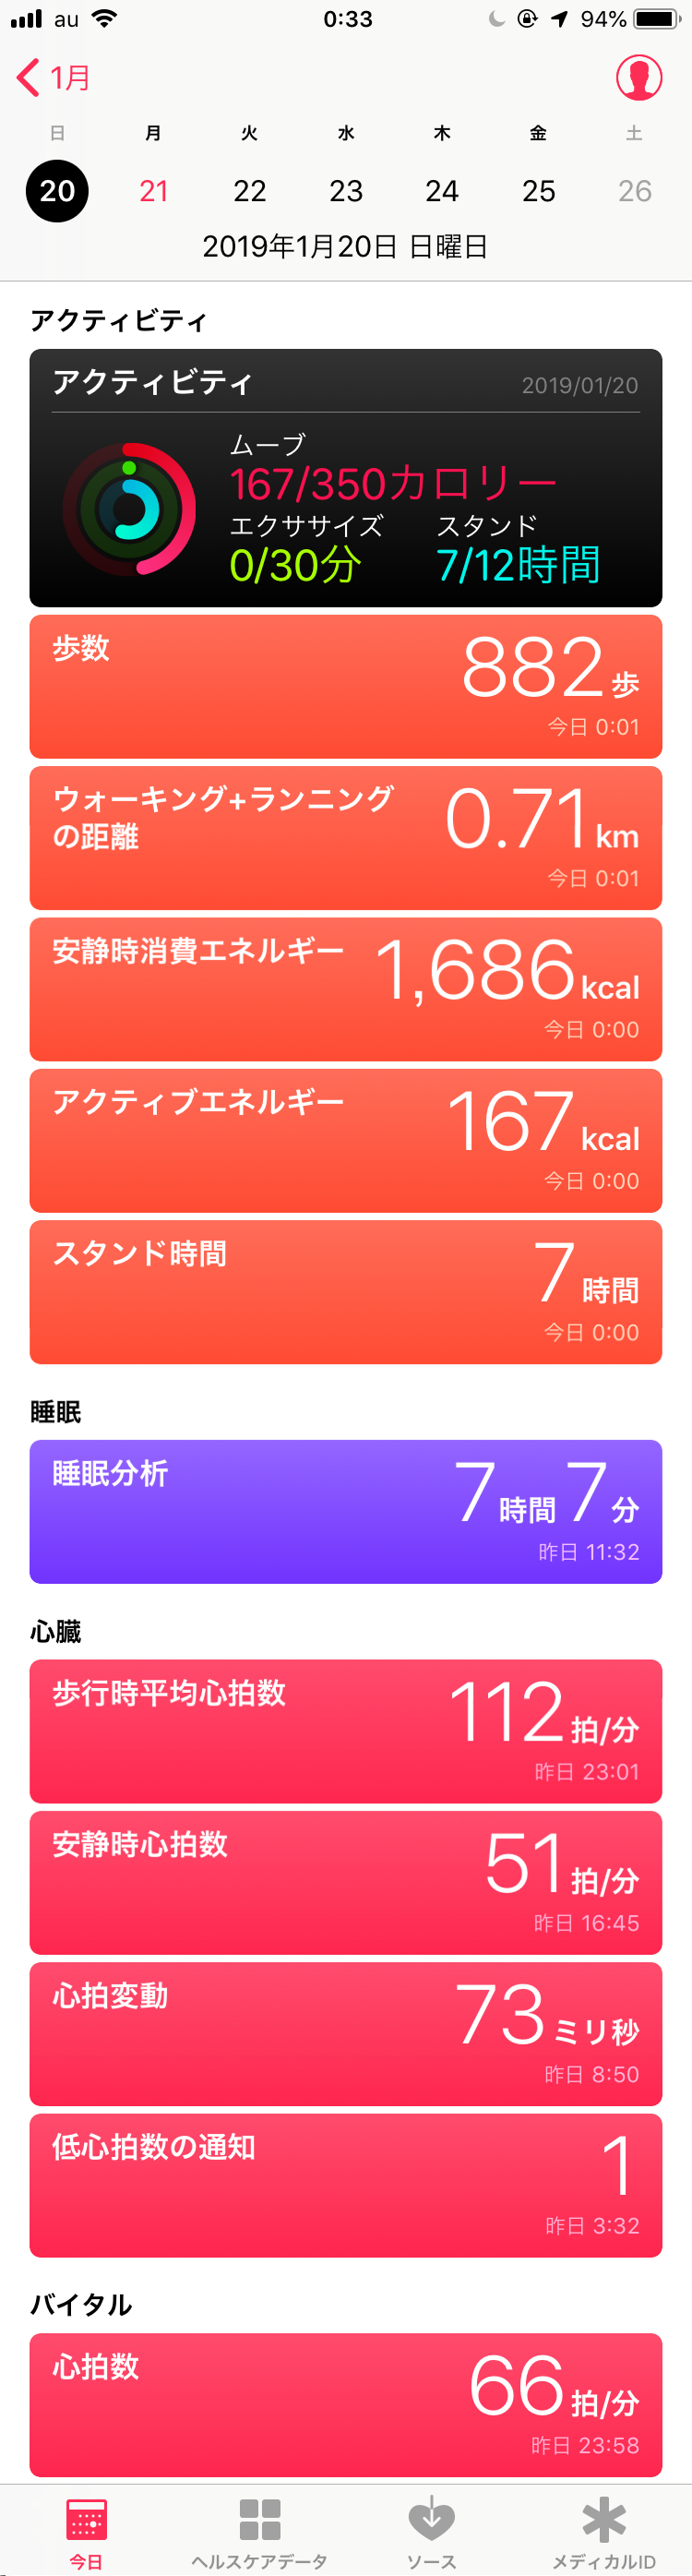 au 0:33 94%
1月
日 月 火 水 木 金 土
20 21 22 23 24 25 26
2019年1月20日 日曜日
アクティビティ
アクティビティ 2019/01/20
ムーブ
167/350カロリー
エクササイズ スタンド
0/30分 7/12時間
歩数 882歩
今日 0:01
ウォーキング+ランニング
の距離 0.71km
今日 0:01
安静時消費エネルギー 1,686kcal
今日 0:00
アクティブエネルギー 167kcal
今日 0:00
スタンド時間 7時間
今日 0:00
睡眠
睡眠分析 7時間7分
昨日 11:32
心臓
歩行時平均心拍数 112拍/分
昨日 23:01
安静時心拍数 51拍/分
昨日 16:45
心拍変動 73ミリ秒
昨日 8:50
低心拍数の通知 1
昨日 3:32
バイタル
心拍数 66拍/分
昨日 23:58
今日 ヘルスケアデータ ソース メディカルID